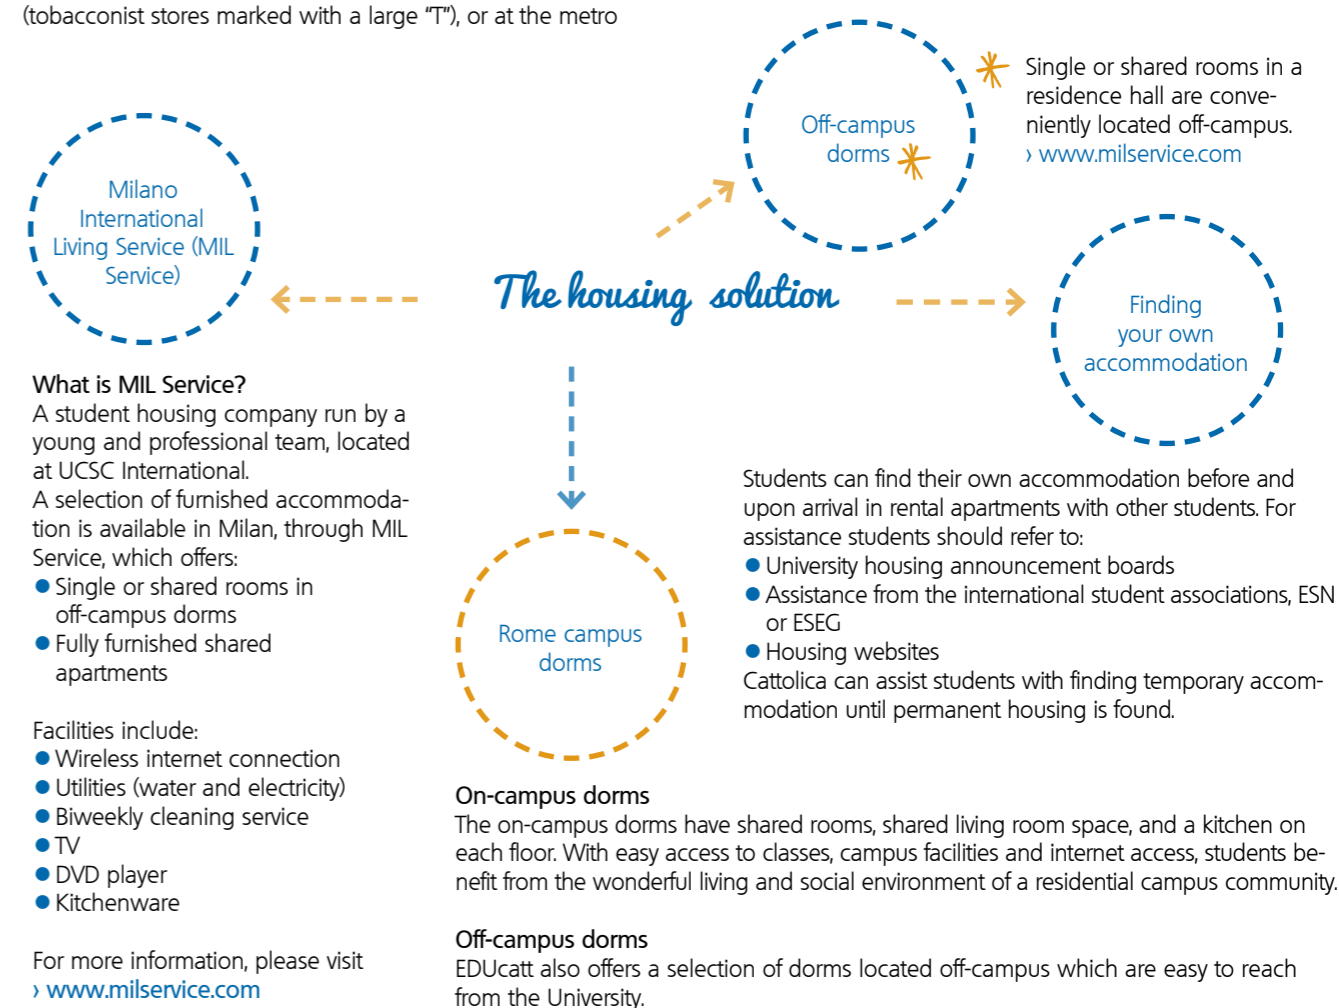 (tobacconist stores marked with a large “T”), or at the metro
Off-campus
dorms
Single or shared rooms in a
residence hall are conve-
niently located off-campus.
› www.milservice.com
Milano
International
Living Service (MIL
Service)
The housing solution
Finding
your own
accommodation
What is MIL Service?
A student housing company run by a
young and professional team, located
at UCSC International.
A selection of furnished accommoda-
tion is available in Milan, through MIL
Service, which offers:
● Single or shared rooms in
off-campus dorms
● Fully furnished shared
apartments
Facilities include:
● Wireless internet connection
● Utilities (water and electricity)
● Biweekly cleaning service
● TV
● DVD player
● Kitchenware
For more information, please visit
› www.milservice.com
Students can find their own accommodation before and
upon arrival in rental apartments with other students. For
assistance students should refer to:
● University housing announcement boards
● Assistance from the international student associations, ESN
or ESEG
● Housing websites
Cattolica can assist students with finding temporary accom-
modation until permanent housing is found.
Rome campus
dorms
On-campus dorms
The on-campus dorms have shared rooms, shared living room space, and a kitchen on
each floor. With easy access to classes, campus facilities and internet access, students be-
nefit from the wonderful living and social environment of a residential campus community.
Off-campus dorms
EDUcatt also offers a selection of dorms located off-campus which are easy to reach
from the University.